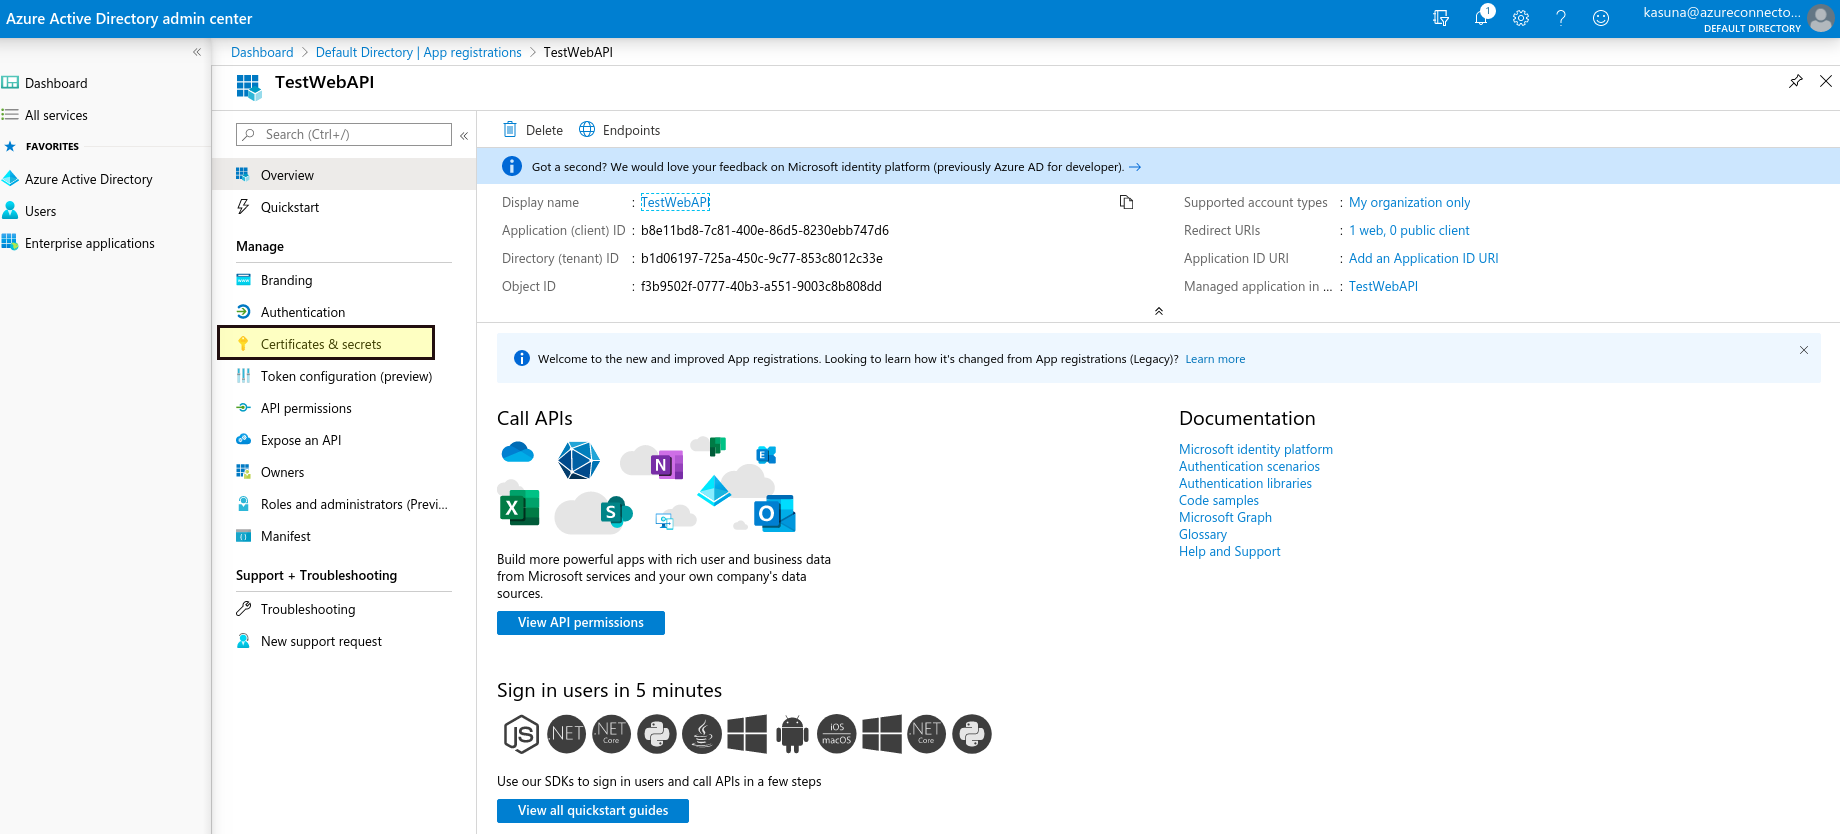 Azure Active Directory admin center
1
kasuna@azureconnecto...
DEFAULT DIRECTORY
«
Dashboard
All services
FAVORITES
Azure Active Directory
Users
Enterprise applications
Dashboard > Default Directory | App registrations > TestWebAPI
TestWebAPI
Search (Ctrl+/)
«
Overview
Quickstart
Manage
Branding
Authentication
Certificates & secrets
Token configuration (preview)
API permissions
Expose an API
Owners
Roles and administrators (Previ...
Manifest
Support + Troubleshooting
Troubleshooting
New support request
Delete
Endpoints
Got a second? We would love your feedback on Microsoft identity platform (previously Azure AD for developer). →
Display name : TestWebAPI
Application (client) ID : b8e11bd8-7c81-400e-86d5-8230ebb747d6
Directory (tenant) ID : b1d06197-725a-450c-9c77-853c8012c33e
Object ID : f3b9502f-0777-40b3-a551-9003c8b808dd
Supported account types : My organization only
Redirect URIs : 1 web, 0 public client
Application ID URI : Add an Application ID URI
Managed application in ... : TestWebAPI
Welcome to the new and improved App registrations. Looking to learn how it's changed from App registrations (Legacy)? Learn more
Call APIs
N
E
X
S
O
Build more powerful apps with rich user and business data
from Microsoft services and your own company's data
sources.
View API permissions
Documentation
Microsoft identity platform
Authentication scenarios
Authentication libraries
Code samples
Microsoft Graph
Glossary
Help and Support
Sign in users in 5 minutes
JS
.NET
.NET Core
iOS macOS
.NET Core
Use our SDKs to sign in users and call APIs in a few steps
View all quickstart guides